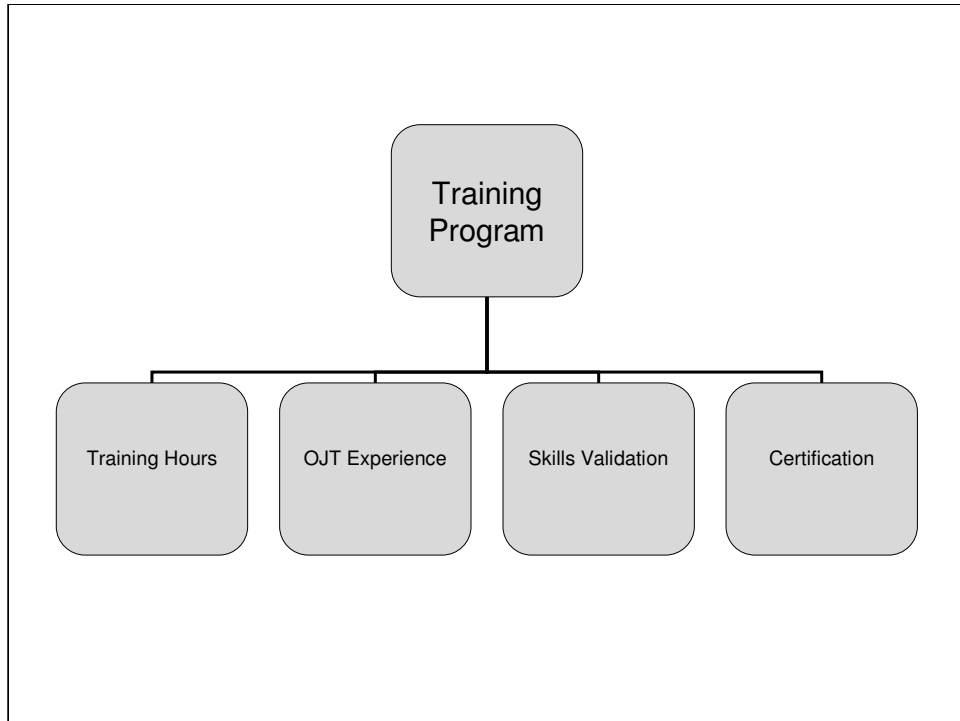 Training
Program
Training Hours
OJT Experience
Skills Validation
Certification